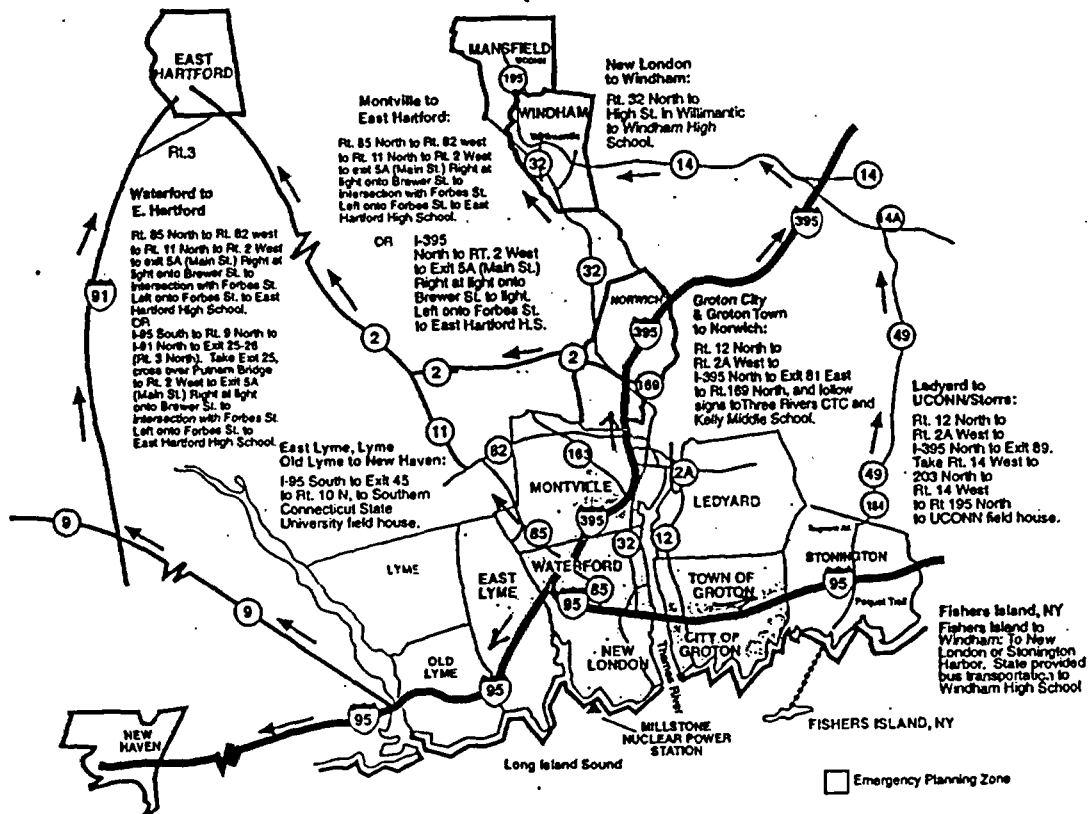 EAST
HARTFORD
Rt.3
MANSFIELD
UCONN
195
WINDHAM
Willimantic
32
New London
to Windham:
Rt. 32 North to
High St. In Willimantic
to Windham High
School.
Montville to
East Hartford:
Rt. 85 North to Rt. 82 west
to Rt. 11 North to Rt. 2 West
to exit 5A (Main St.) Right at
light onto Brewer St. to
Intersection with Forbes St.
Left onto Forbes St. to East
Hartford High School.
OR
I-395
North to RT. 2 West
to Exit 5A (Main St.)
Right at light onto
Brewer St. to light.
Left onto Forbes St.
to East Hartford H.S.
14
14
14A
395
Waterford to
E. Hartford
Rt. 85 North to Rt. 82 west
to Rt. 11 North to Rt. 2 West
to exit 5A (Main St.) Right at
light onto Brewer St. to
Intersection with Forbes St.
Left onto Forbes St. to East
Hartford High School.
OR
I-95 South to Rt. 9 North to
I-91 North to Exit 25-26
(Rt. 3 North). Take Exit 25,
cross over Putnam Bridge
to Rt. 2 West to Exit 5A
(Main St.) Right at light
onto Brewer St. to
Intersection with Forbes St.
Left onto Forbes St. to
East Hartford High School.
91
32
NORWICH
395
2
2
2
169
11
Groton City
& Groton Town
to Norwich:
Rt. 12 North to
Rt. 2A West to
I-395 North to Exit 81 East
to Rt.169 North, and follow
signs to Three Rivers CTC and
Kelly Middle School.
49
Ledyard to
UCONN/Storrs:
Rt. 12 North to
Rt. 2A West to
I-395 North to Exit 89.
Take Rt. 14 West to
203 North to
Rt. 14 West
to Rt 195 North
to UCONN field house.
East Lyme, Lyme
Old Lyme to New Haven:
I-95 South to Exit 45
to Rt. 10 N, to Southern
Connecticut State
University field house.
82
163
2A
MONTVILLE
LEDYARD
49
184
395
85
32
12
9
LYME
EAST
LYME
WATERFORD
85
95
TOWN OF
GROTON
STONINGTON
95
Pequot Trail
9
OLD
LYME
95
NEW
LONDON
Thames River
CITY OF
GROTON
Fishers Island, NY
Fishers Island to
Windham: To New
London or Stonington
Harbor. State provided
bus transportation to
Windham High School
95
NEW
HAVEN
MILLSTONE
NUCLEAR POWER
STATION
FISHERS ISLAND, NY
Long Island Sound
Emergency Planning Zone